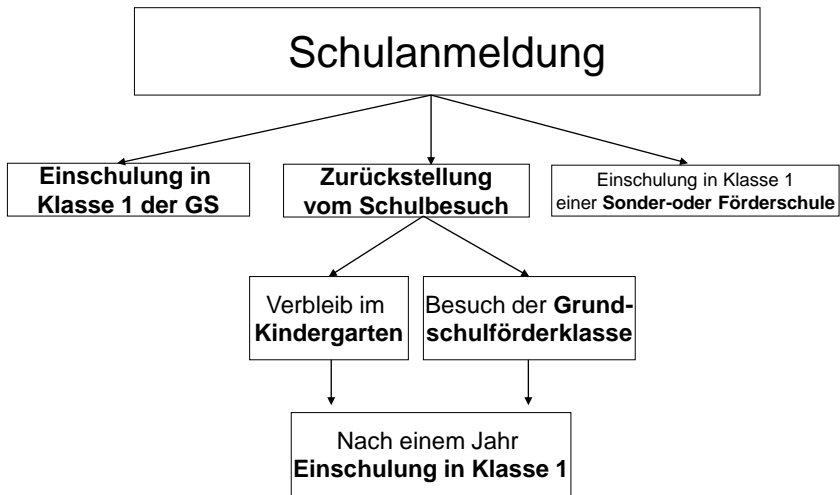 Schulanmeldung
Einschulung in
Klasse 1 der GS
Zurückstellung
vom Schulbesuch
Einschulung in Klasse 1
einer Sonder-oder Förderschule
Verbleib im
Kindergarten
Besuch der Grund-
schulförderklasse
Nach einem Jahr
Einschulung in Klasse 1